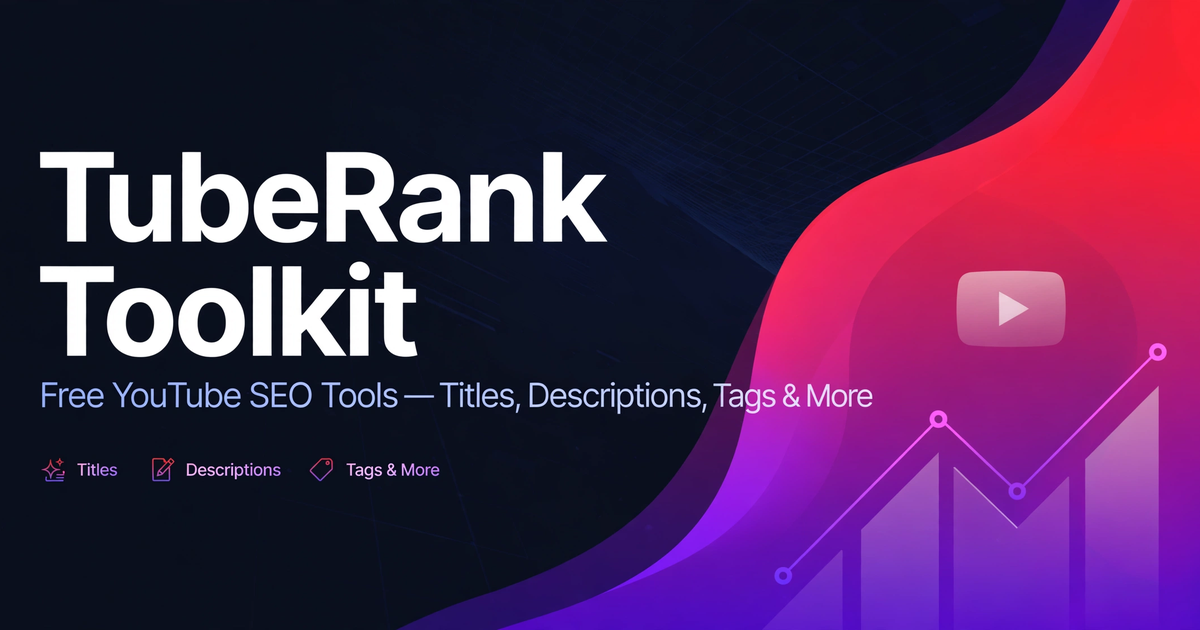 TubeRank
Toolkit
Free YouTube SEO Tools — Titles, Descriptions, Tags & More
Titles
Descriptions
Tags & More